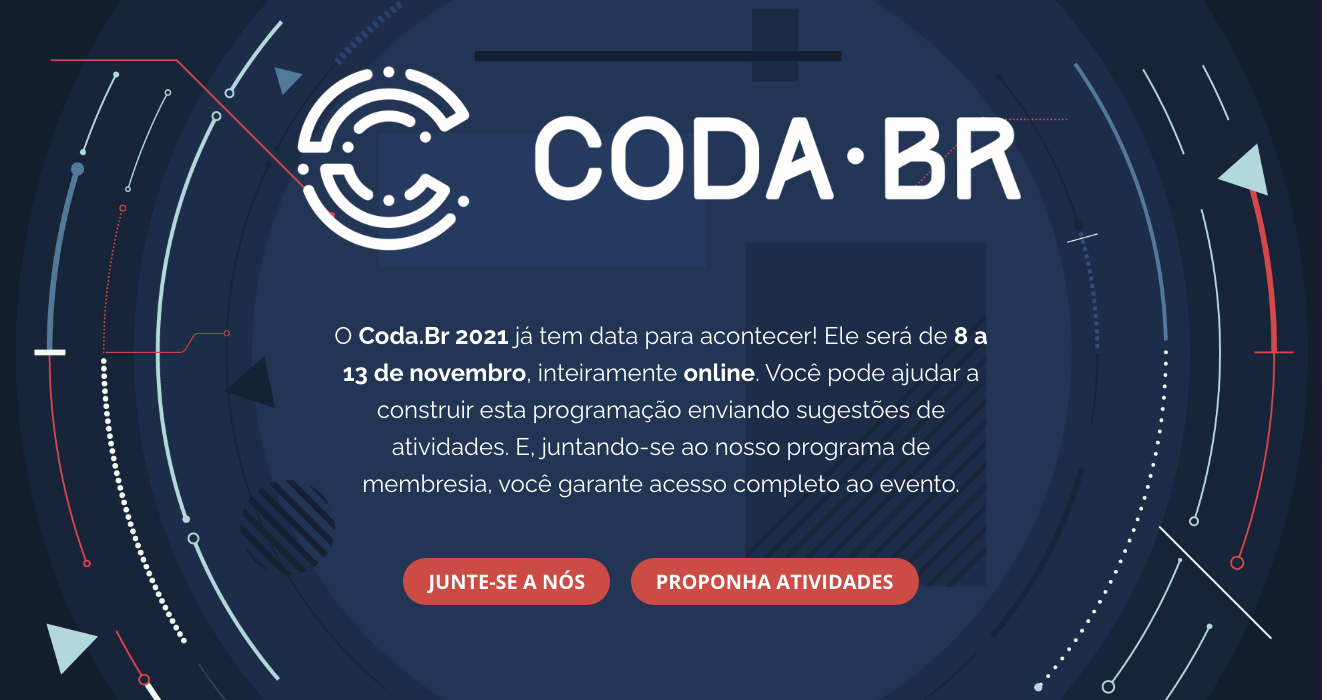 CODA·BR
O Coda.Br 2021 já tem data para acontecer! Ele será de 8 a
13 de novembro, inteiramente online. Você pode ajudar a
construir esta programação enviando sugestões de
atividades. E, juntando-se ao nosso programa de
membresia, você garante acesso completo ao evento.
JUNTE-SE A NÓS
PROPONHA ATIVIDADES